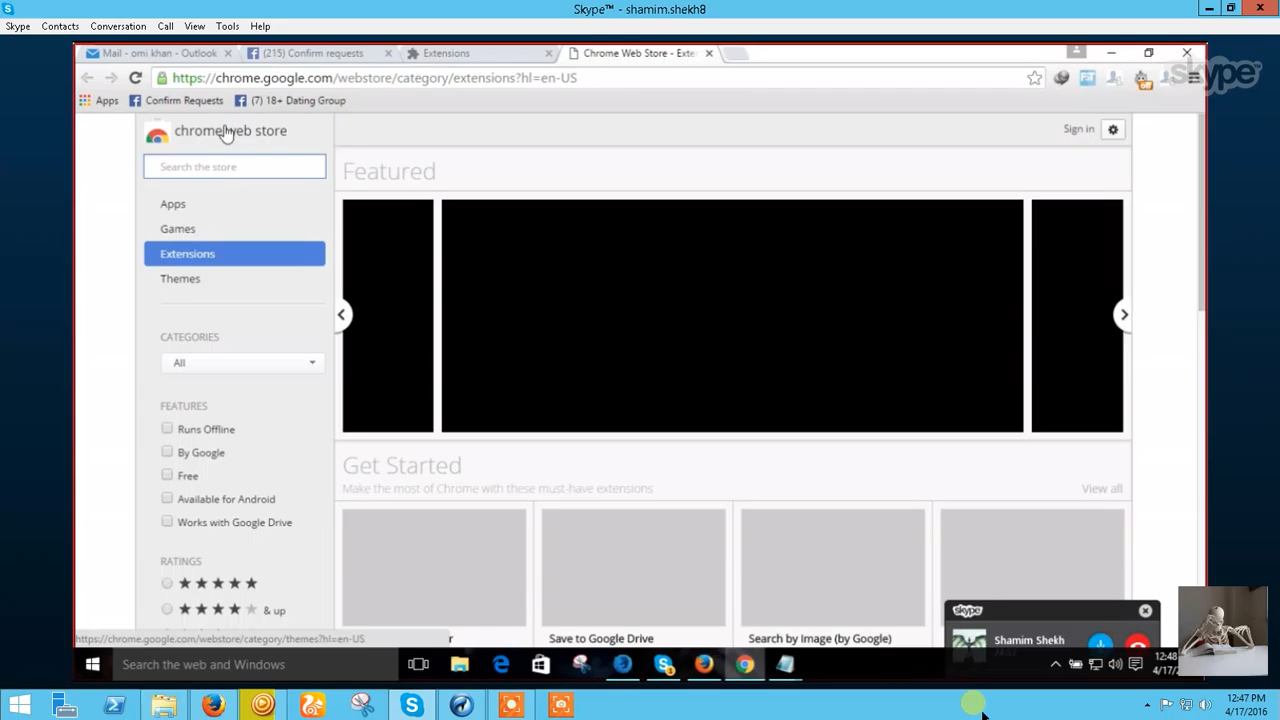 Skype™ - shamim.shekh8
Skype Contacts Conversation Call View Tools Help
Mail - omi khan - Outlook
(215) Confirm requests
Extensions
Chrome Web Store - Exte
https://chrome.google.com/webstore/category/extensions?hl=en-US
skype
Apps
Confirm Requests
(7) 18+ Dating Group
chrome web store
Sign in
Search the store
Featured
Apps
Games
Extensions
Themes
CATEGORIES
All
FEATURES
Runs Offline
By Google
Free
Available for Android
Works with Google Drive
Get Started
Make the most of Chrome with these must-have extensions
View all
RATINGS
& up
Save to Google Drive
Search by Image (by Google)
https://chrome.google.com/webstore/category/themes?hl=en-US
skype
Shamim Shekh
Search the web and Windows
12:48
4/17/
12:47 PM
4/17/2016